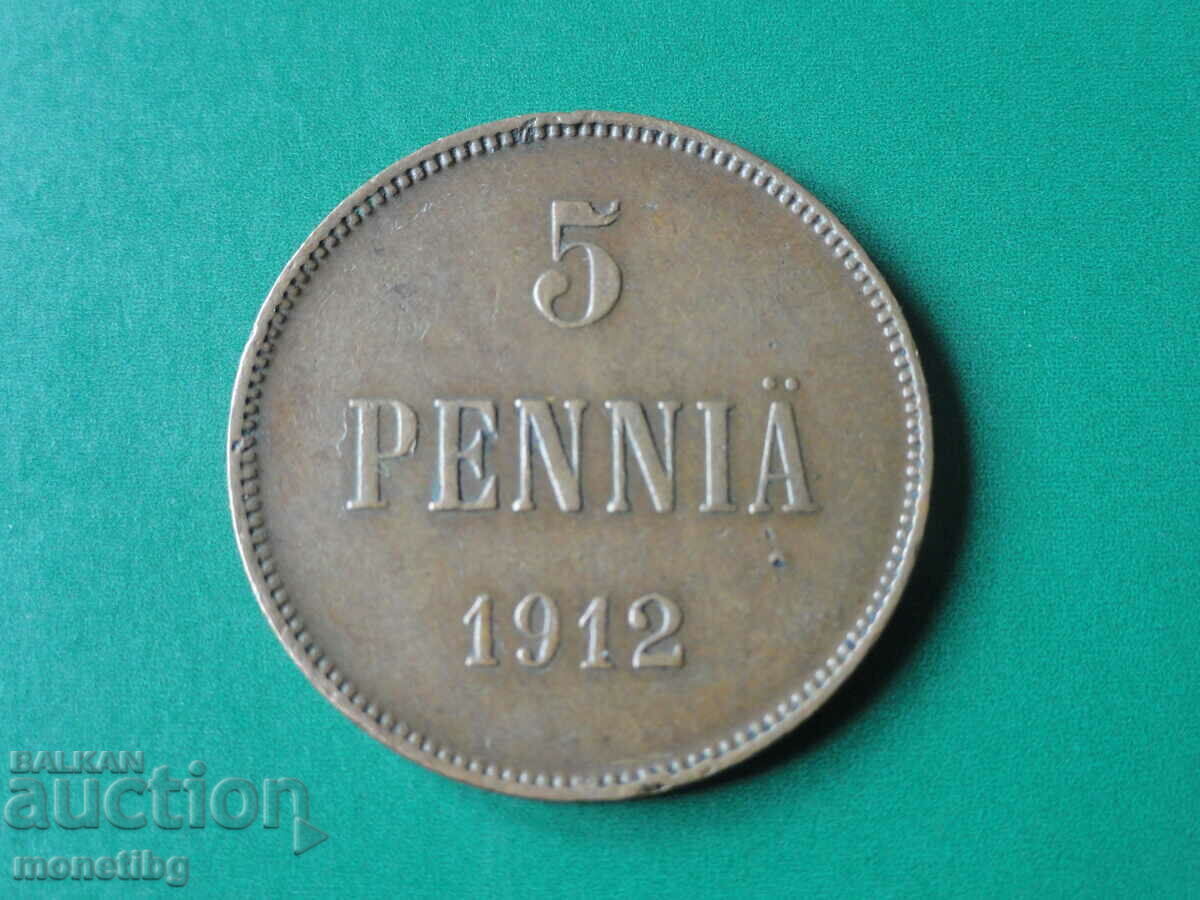 5
PENNIÄ
1912
BALKAN
auction
monetibg